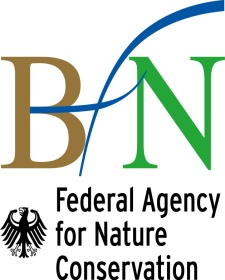 BfN
Federal Agency
for Nature
Conservation